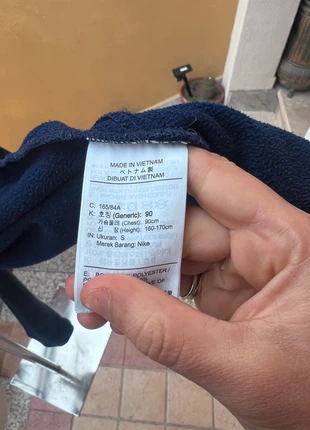 MADE IN VIETNAM
ベトナム製
DIBUAT DI VIETNAM
C: 165/84A
K: 호칭 (Generic): 90
가슴둘레 (Chest): 90cm
신 장 (Height): 160-170cm
IN: Ukuran: S
Merek Barang: Nike
POLYESTER /